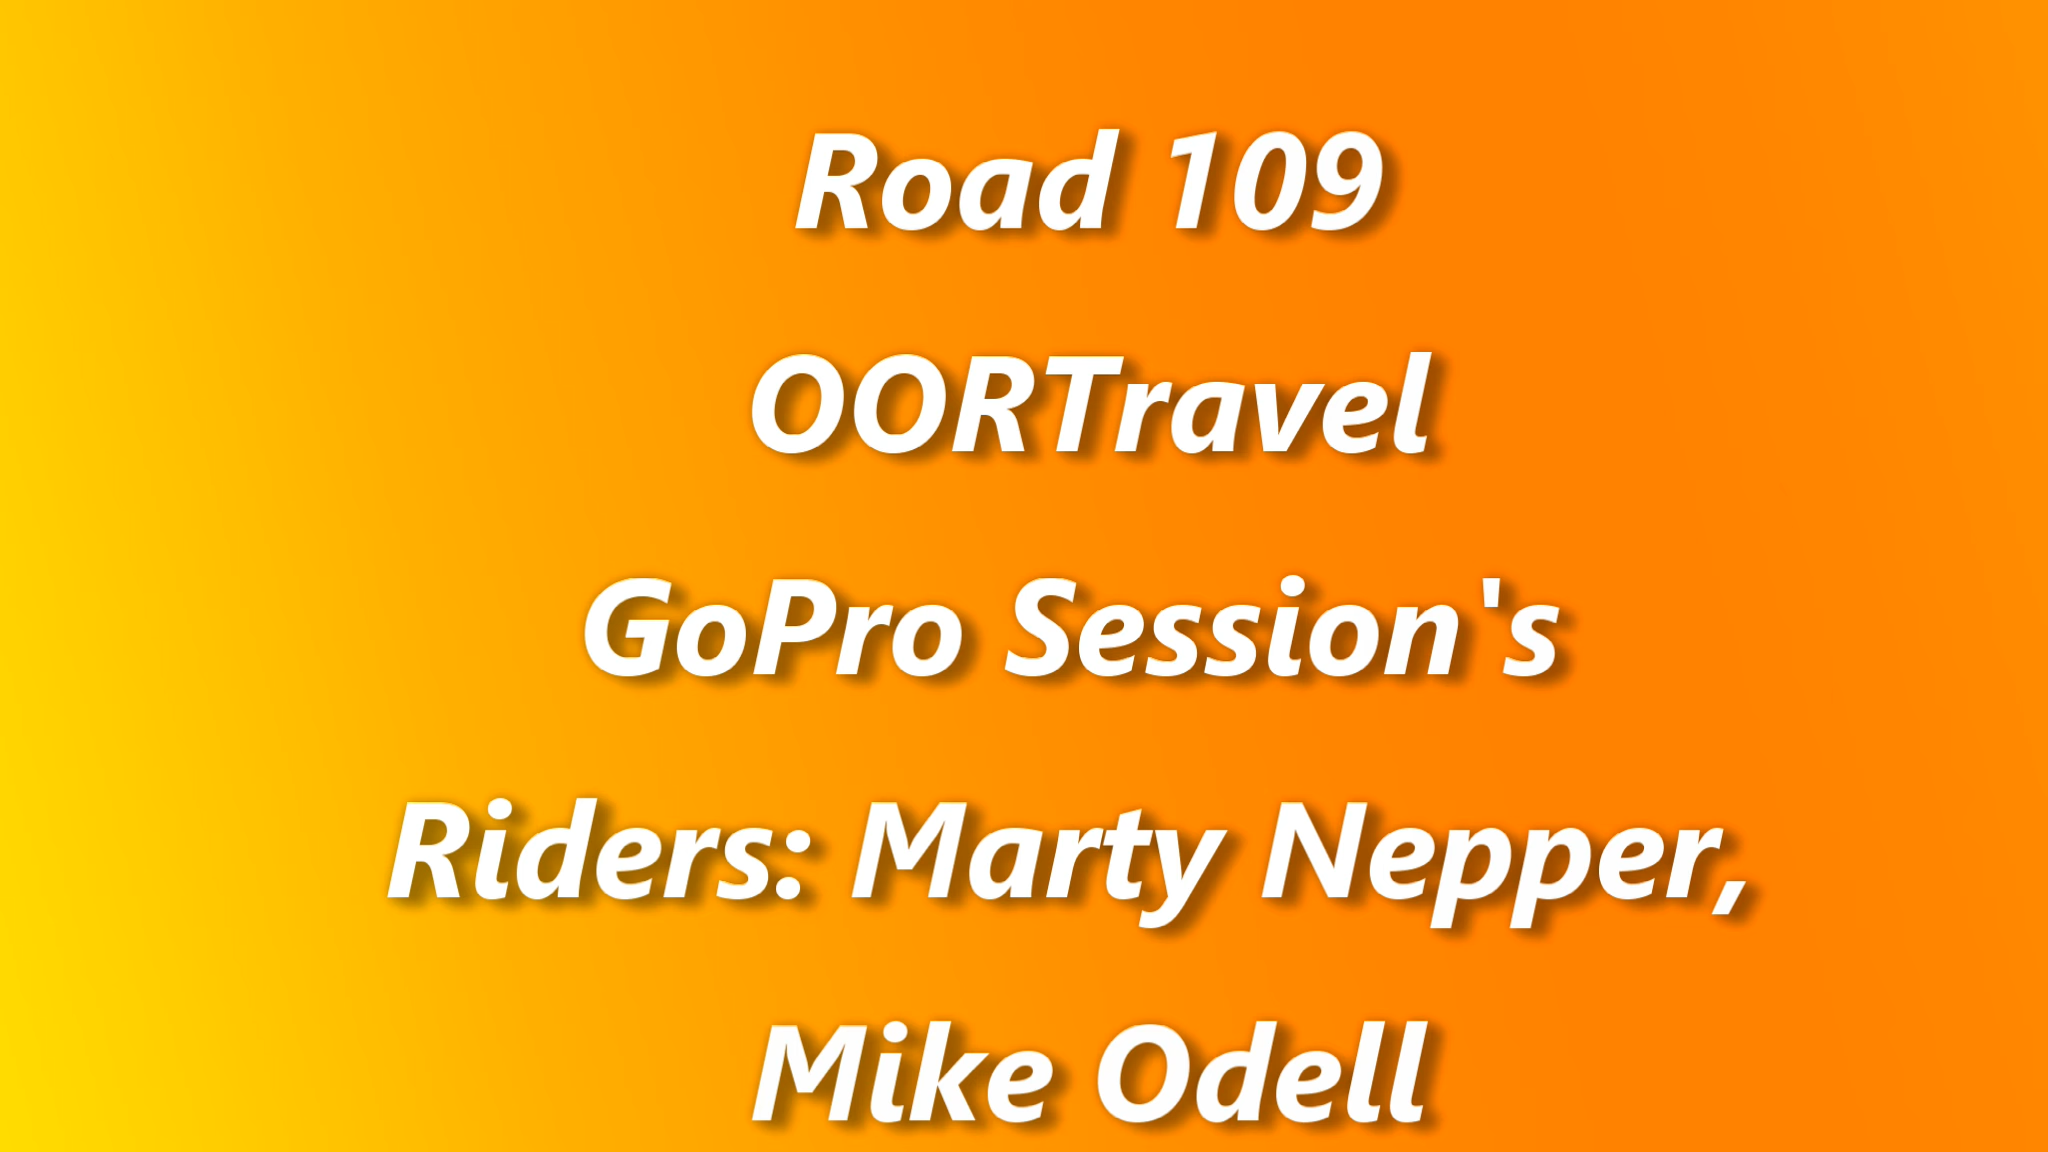 Road 109
OORTravel
GoPro Session's
Riders: Marty Nepper,
Mike Odell